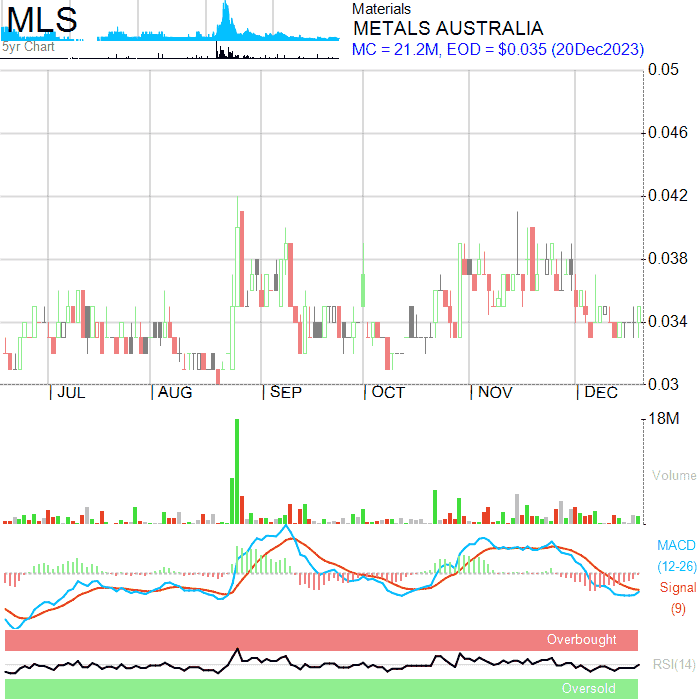 MLS
5yr Chart
Materials
METALS AUSTRALIA
MC = 21.2M, EOD = $0.035 (20Dec2023)
0.05
0.046
0.042
0.038
0.034
0.03
JUL AUG SEP OCT NOV DEC
18M
Volume
MACD
(12-26)
Signal
(9)
Overbought
RSI(14)
Oversold